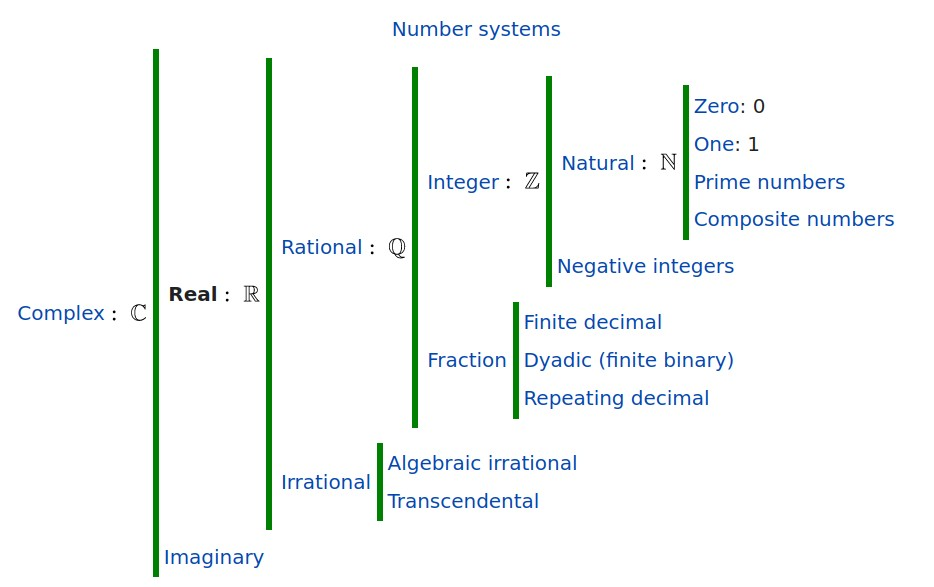 Number systems
Zero: 0
One: 1
Natural : ℕ
Prime numbers
Integer : ℤ
Composite numbers
Rational : ℚ
Negative integers
Real : ℝ
Complex : ℂ
Finite decimal
Fraction
Dyadic (finite binary)
Repeating decimal
Algebraic irrational
Irrational
Transcendental
Imaginary